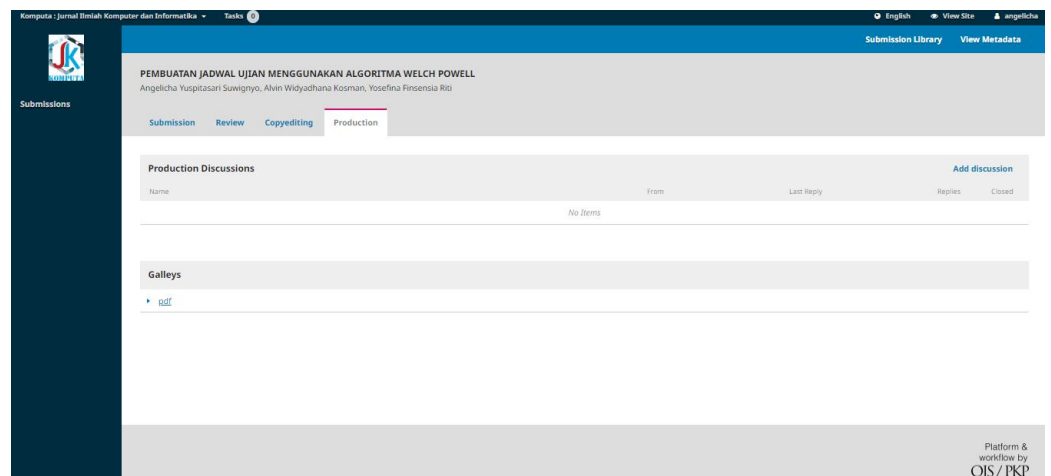 Komputa : Jurnal Ilmiah Komputer dan Informatika Tasks 0 English View Site angelicha
Submission Library View Metadata
JK
KOMPUTA
Submissions
PEMBUATAN JADWAL UJIAN MENGGUNAKAN ALGORITMA WELCH POWELL
Angelicha Yuspitasari Suwignyo, Alvin Widyadhana Kosman, Yosefina Finsensia Riti
Submission Review Copyediting Production
Production Discussions Add discussion
Name From Last Reply Replies Closed
No Items
Galleys
pdf
Platform &
workflow by
OJS / PKP